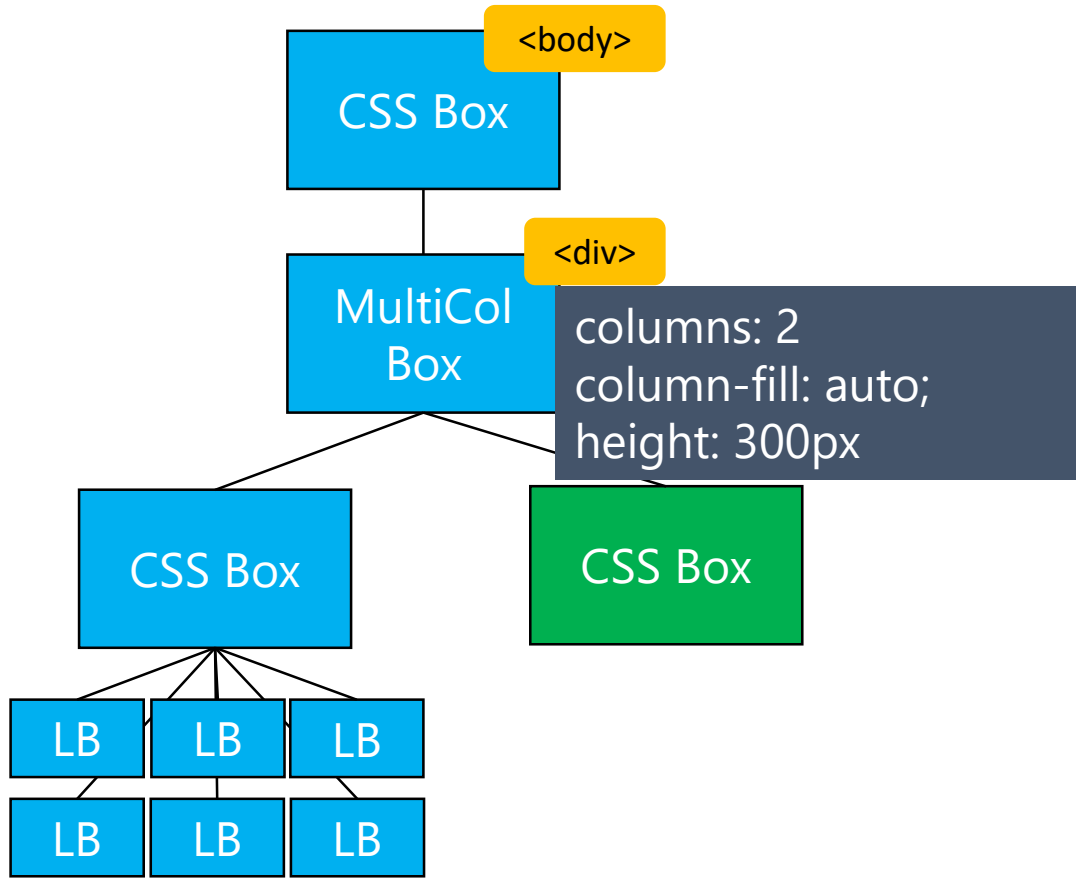 <body>
CSS Box
<div>
MultiCol
Box
columns: 2
column-fill: auto;
height: 300px
CSS Box
CSS Box
LB
LB
LB
LB
LB
LB